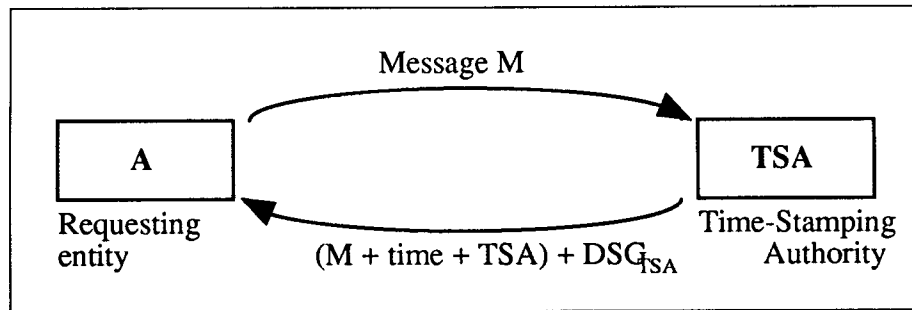 Message M
A
TSA
Requesting
entity
Time-Stamping
Authority
(M + time + TSA) + DSG_TSA